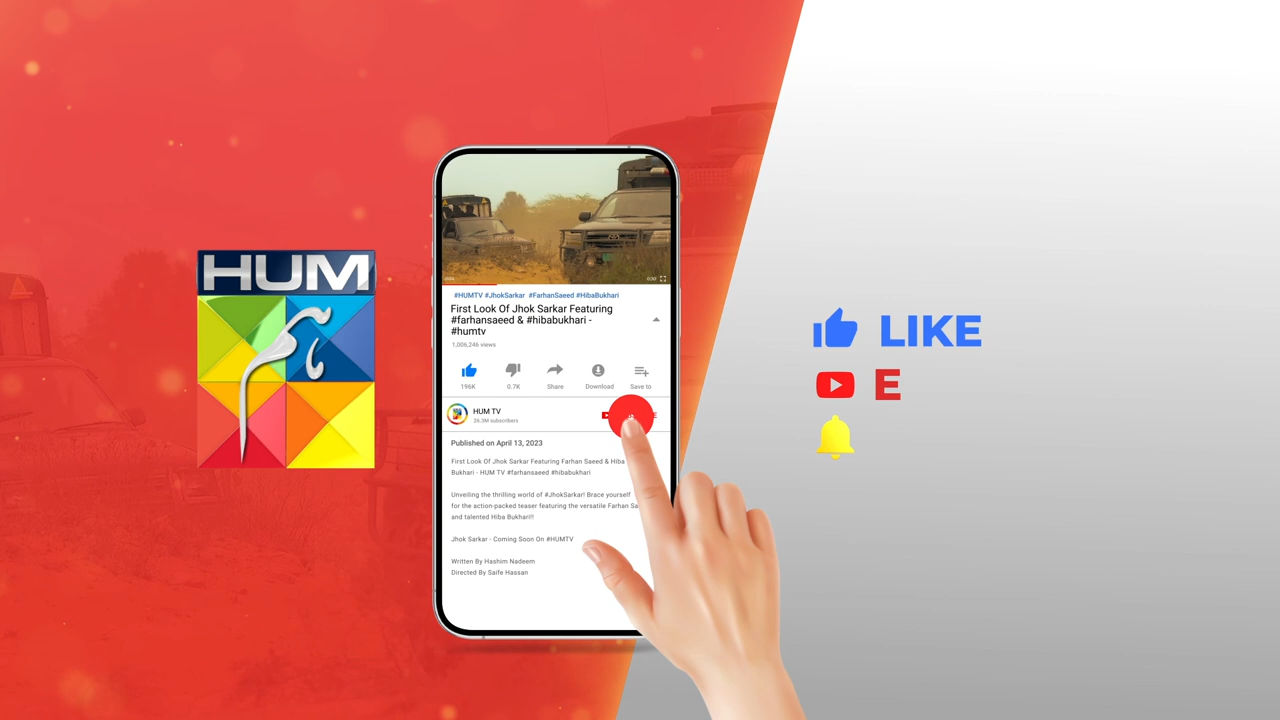 HUM
ہم
#HUMTV #JhokSarkar #FarhanSaeed #HibaBukhari
First Look Of Jhok Sarkar Featuring
#farhansaeed & #hibabukhari -
#humtv
1,006,246 views
196K
0.7K
Share
Download
Save to
HUM TV
26.3M subscribers
Published on April 13, 2023
First Look Of Jhok Sarkar Featuring Farhan Saeed & Hiba
Bukhari - HUM TV #farhansaeed #hibabukhari
Unveiling the thrilling world of #JhokSarkar! Brace yourself
for the action-packed teaser featuring the versatile Farhan Sa
and talented Hiba Bukhari!!
Jhok Sarkar - Coming Soon On #HUMTV
Written By Hashim Nadeem
Directed By Saife Hassan
LIKE
E